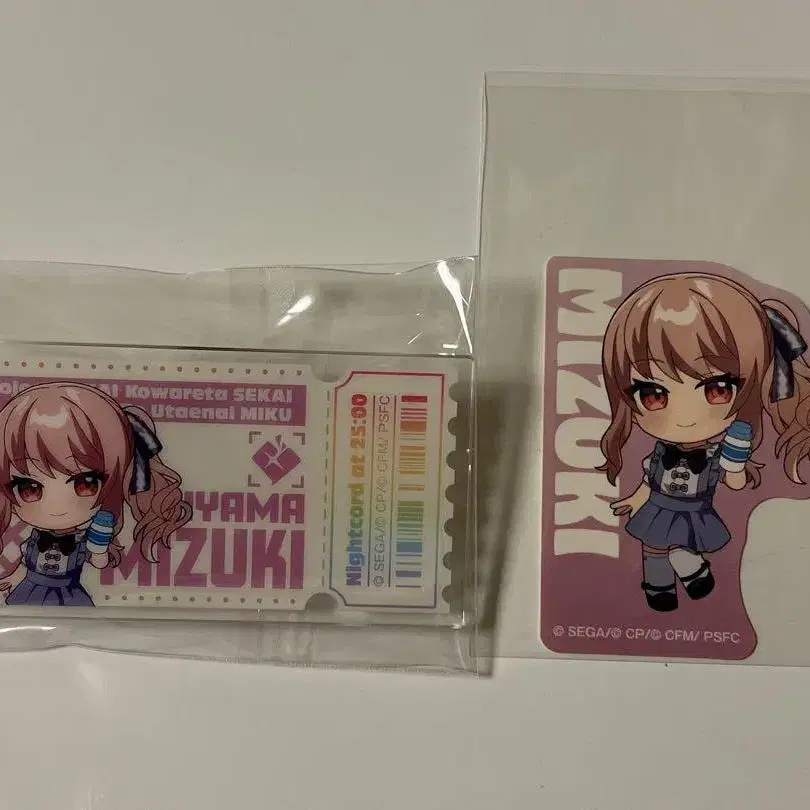 Kowareta SEKAI
Utaenai MIKU
YAMA
MIZUKI
Nightcord at 25:00
© SEGA/© CP/© CFM/ PSFC
MIZUKI
© SEGA/© CP/© CFM/ PSFC